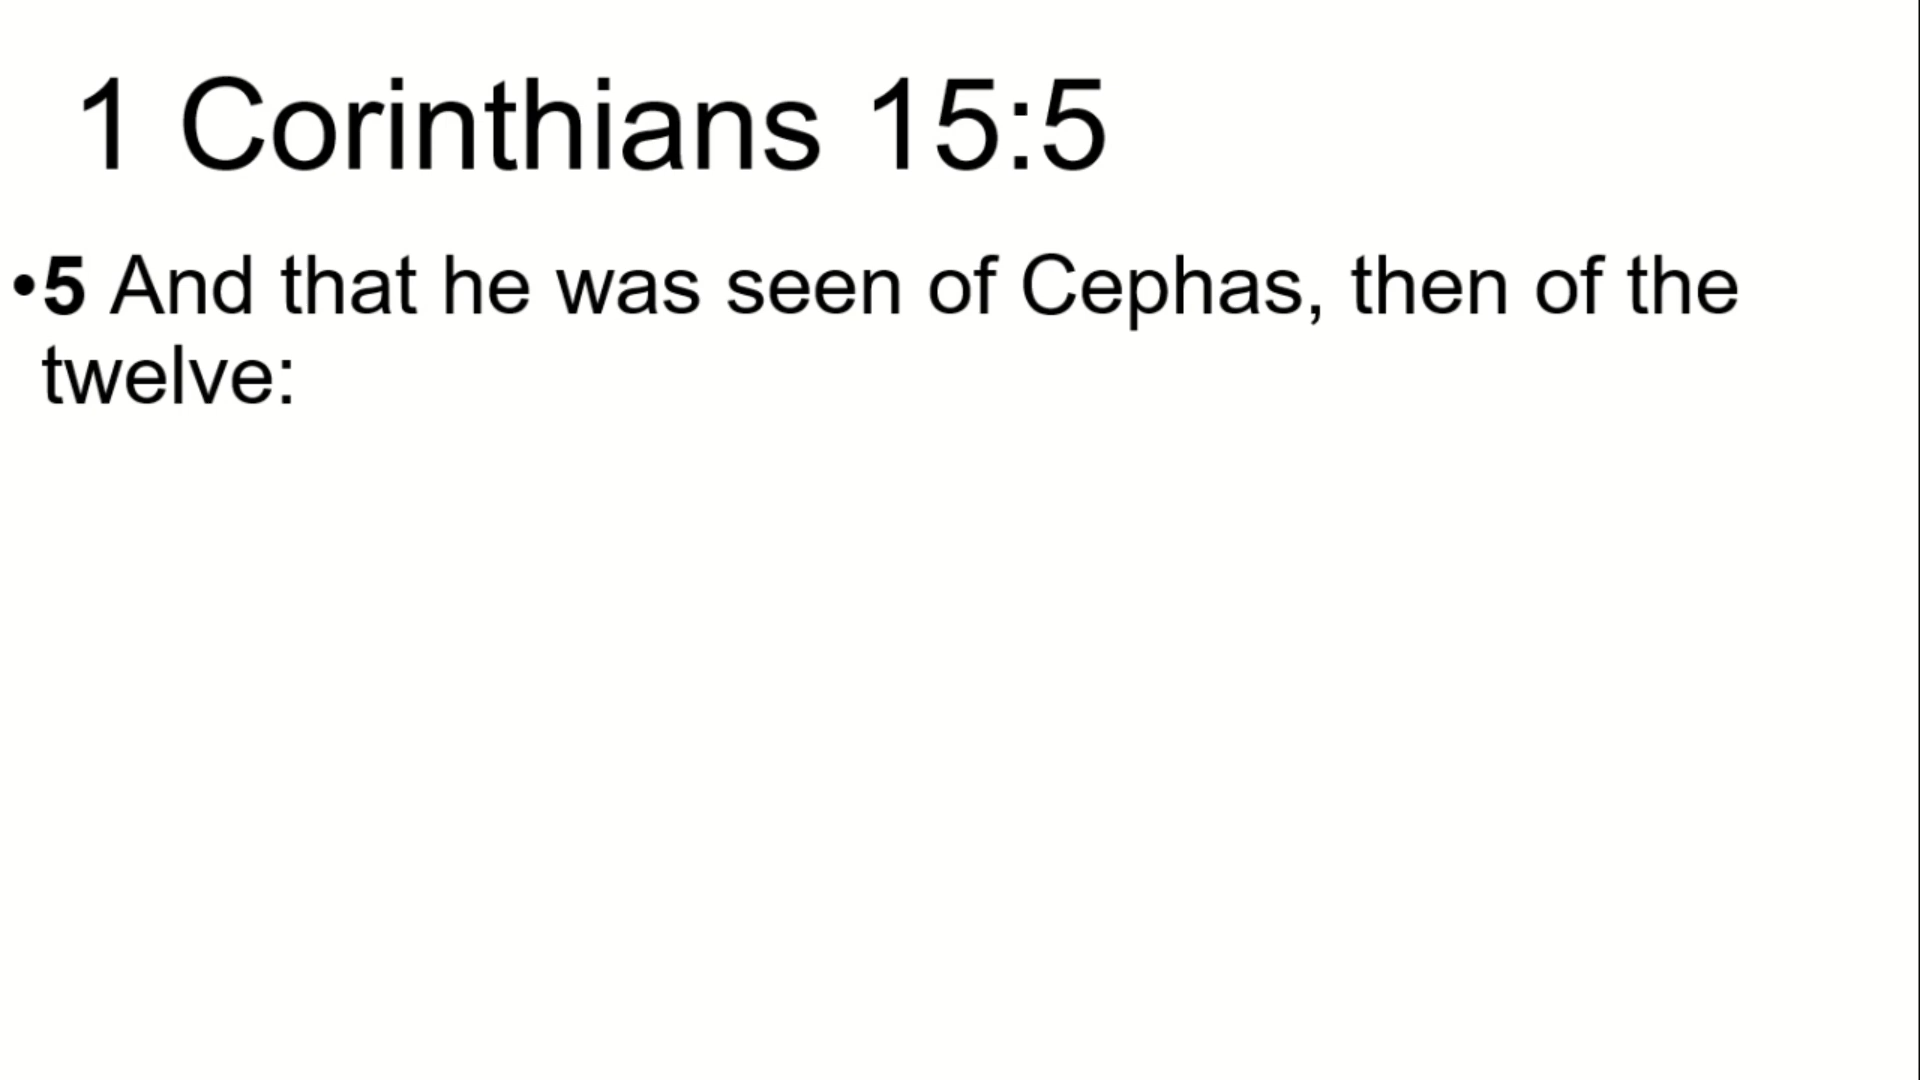 1 Corinthians 15:5
•5 And that he was seen of Cephas, then of the
twelve: